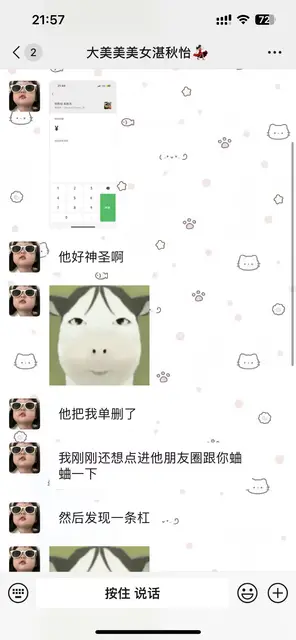 21:57
72
2
大美美美女湛秋怡
¥
他好神圣啊
他把我单删了
我刚刚还想点进他朋友圈跟你蛐
蛐一下
然后发现一条杠
按住 说话